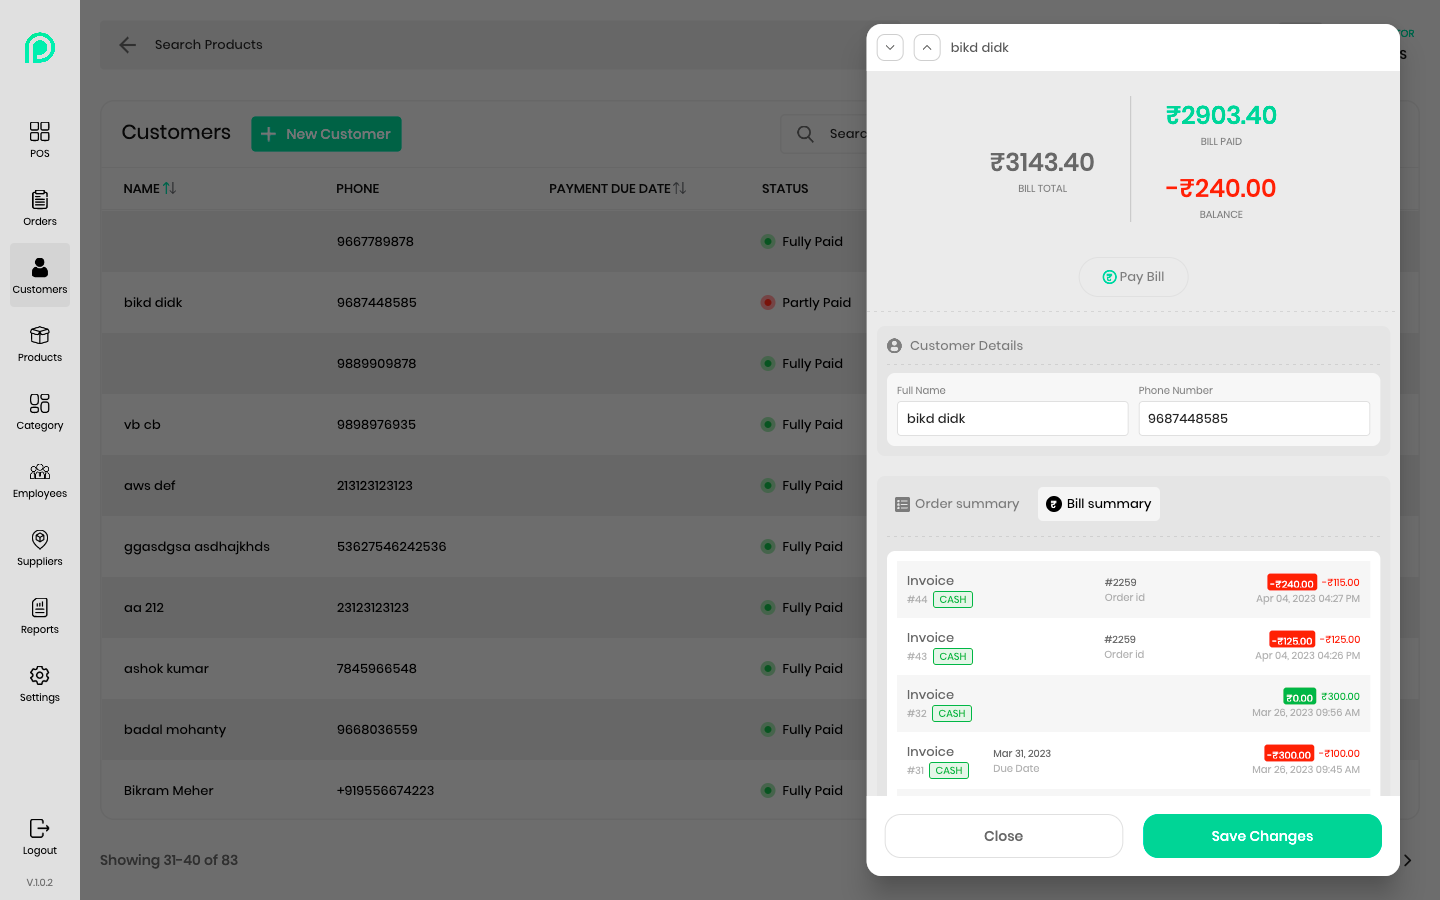 POS
Orders
Customers
Products
Category
Employees
Suppliers
Reports
Settings
Logout
V.1.0.2
Search Products
Customers
New Customer
NAME
PHONE
PAYMENT DUE DATE
STATUS
9667789878
Fully Paid
bikd didk
9687448585
Partly Paid
9889909878
Fully Paid
vb cb
9898976935
Fully Paid
aws def
213123123123
Fully Paid
ggasdgsa asdhajkhds
53627546242536
Fully Paid
aa 212
23123123123
Fully Paid
ashok kumar
7845966548
Fully Paid
badal mohanty
9668036559
Fully Paid
Bikram Meher
+919556674223
Fully Paid
Showing 31-40 of 83
bikd didk
₹3143.40
BILL TOTAL
₹2903.40
BILL PAID
-₹240.00
BALANCE
Pay Bill
Customer Details
Full Name
Phone Number
bikd didk
9687448585
Order summary
Bill summary
Invoice
#44 CASH
#2259
Order id
-₹240.00 -₹115.00
Apr 04, 2023 04:27 PM
Invoice
#43 CASH
#2259
Order id
-₹125.00 -₹125.00
Apr 04, 2023 04:26 PM
Invoice
#32 CASH
₹0.00 ₹300.00
Mar 26, 2023 09:56 AM
Invoice
#31 CASH
Mar 31, 2023
Due Date
-₹300.00 -₹100.00
Mar 26, 2023 09:45 AM
Close
Save Changes